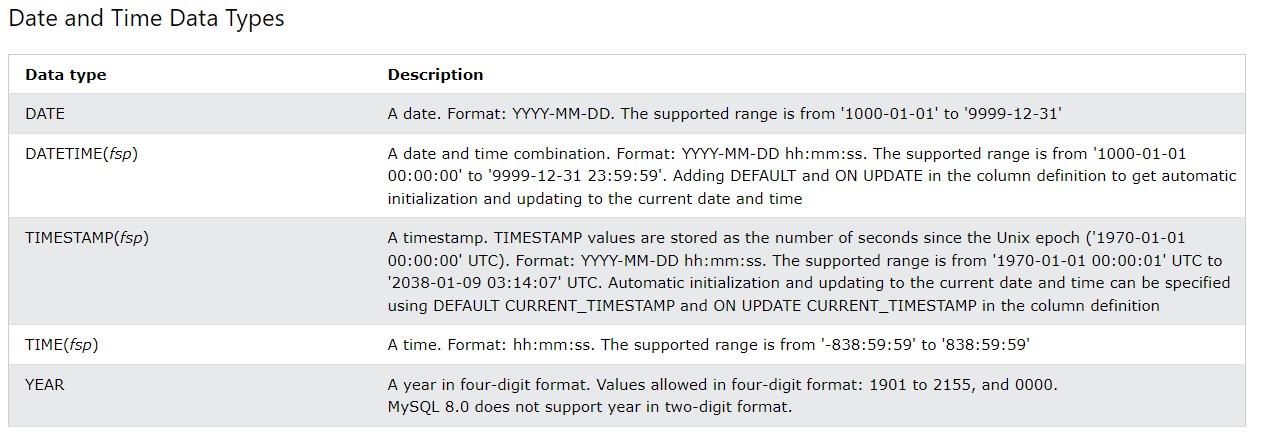 Date and Time Data Types
Data type Description
DATE A date. Format: YYYY-MM-DD. The supported range is from '1000-01-01' to '9999-12-31'
DATETIME(fsp) A date and time combination. Format: YYYY-MM-DD hh:mm:ss. The supported range is from '1000-01-01
00:00:00' to '9999-12-31 23:59:59'. Adding DEFAULT and ON UPDATE in the column definition to get automatic
initialization and updating to the current date and time
TIMESTAMP(fsp) A timestamp. TIMESTAMP values are stored as the number of seconds since the Unix epoch ('1970-01-01
00:00:00' UTC). Format: YYYY-MM-DD hh:mm:ss. The supported range is from '1970-01-01 00:00:01' UTC to
'2038-01-09 03:14:07' UTC. Automatic initialization and updating to the current date and time can be specified
using DEFAULT CURRENT_TIMESTAMP and ON UPDATE CURRENT_TIMESTAMP in the column definition
TIME(fsp) A time. Format: hh:mm:ss. The supported range is from '-838:59:59' to '838:59:59'
YEAR A year in four-digit format. Values allowed in four-digit format: 1901 to 2155, and 0000.
MySQL 8.0 does not support year in two-digit format.